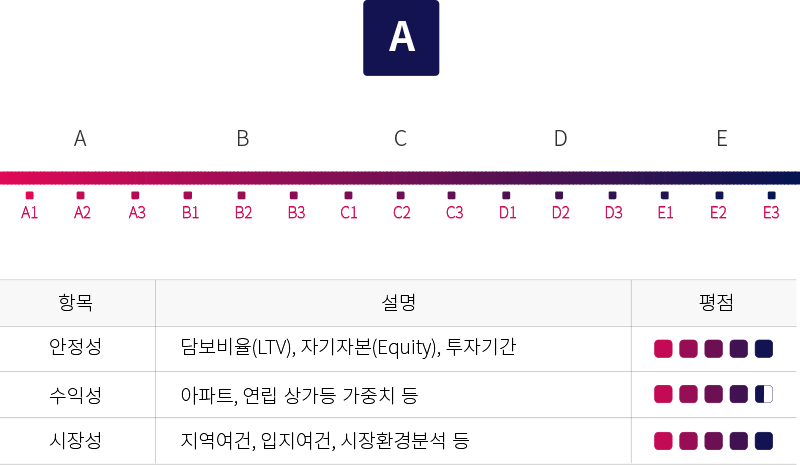 A
A B C D E
A1 A2 A3 B1 B2 B3 C1 C2 C3 D1 D2 D3 E1 E2 E3
항목 설명 평점
안정성 담보비율(LTV), 자기자본(Equity), 투자기간
수익성 아파트, 연립 상가등 가중치 등
시장성 지역여건, 입지여건, 시장환경분석 등